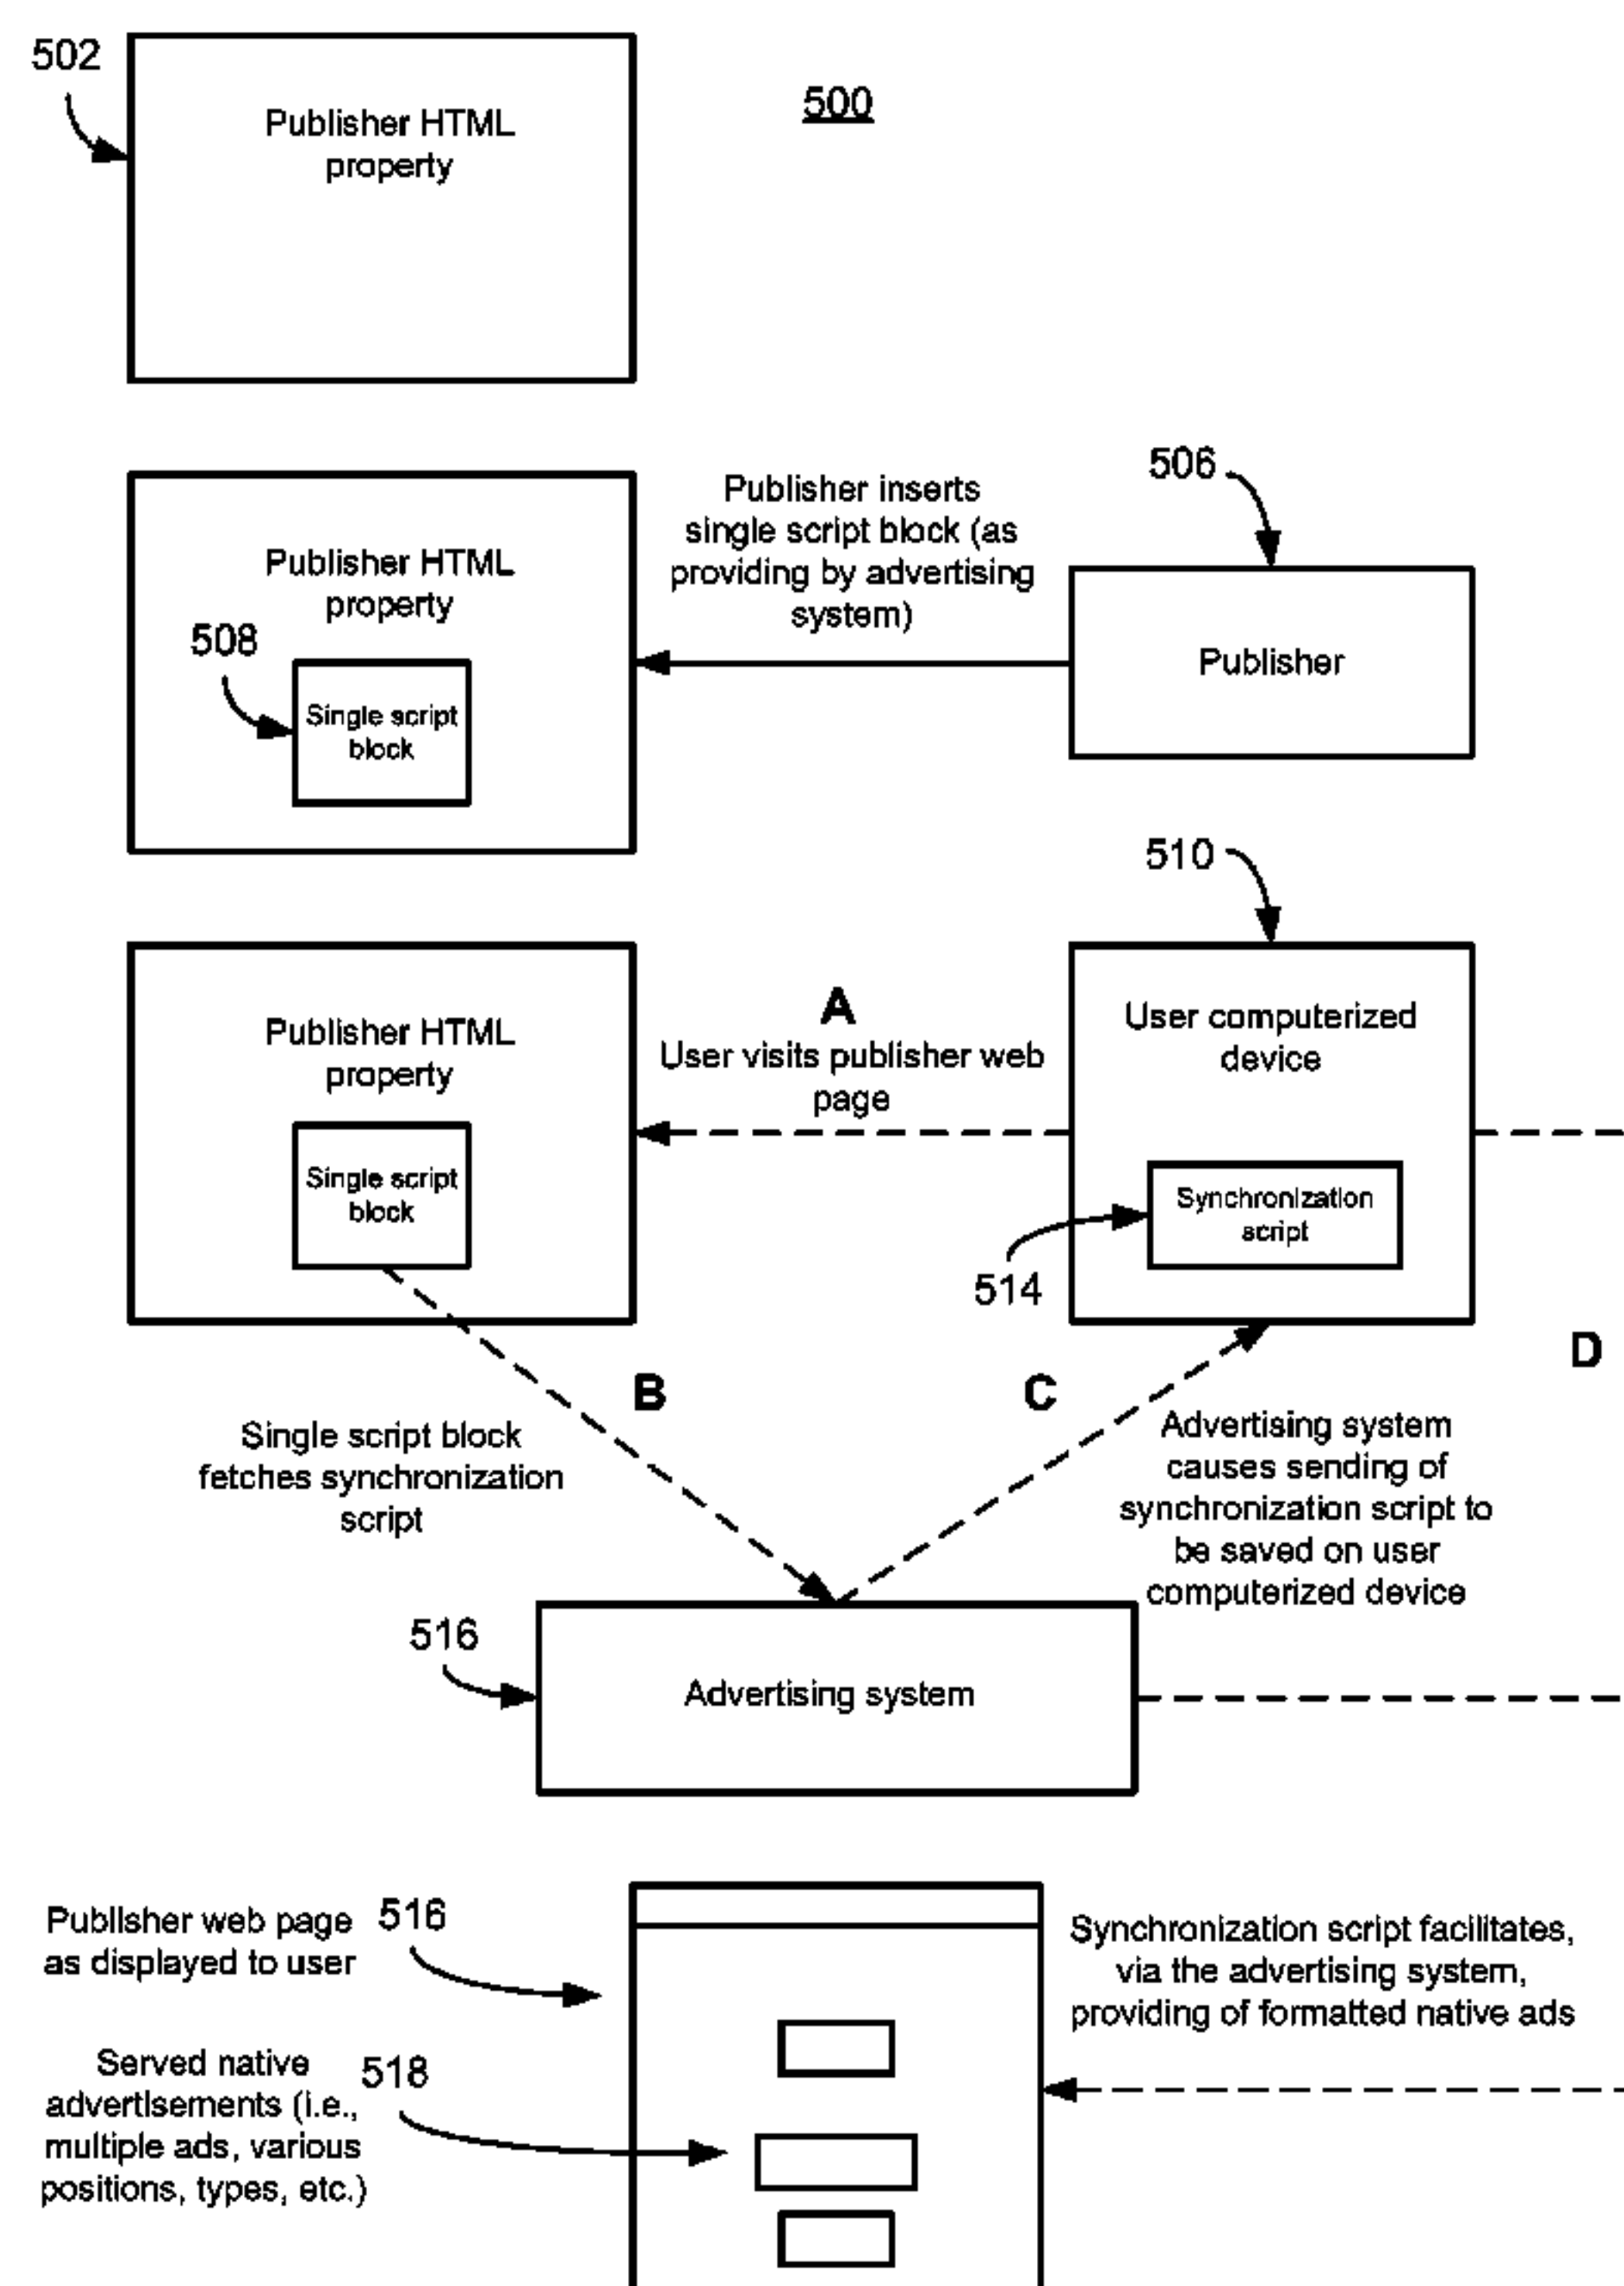 502
Publisher HTML
property
500
506
Publisher inserts
single script block (as
providing by advertising
system)
Publisher HTML
property
508
Single script
block
Publisher
510
Publisher HTML
property
Single script
block
A
User visits publisher web
page
User computerized
device
Synchronization
script
514
D
B
C
Single script block
fetches synchronization
script
Advertising system
causes sending of
synchronization script to
be saved on user
computerized device
516
Advertising system
Publisher web page
as displayed to user
516
Synchronization script facilitates,
via the advertising system,
providing of formatted native ads
Served native
advertisements (i.e.,
multiple ads, various
positions, types, etc.)
518